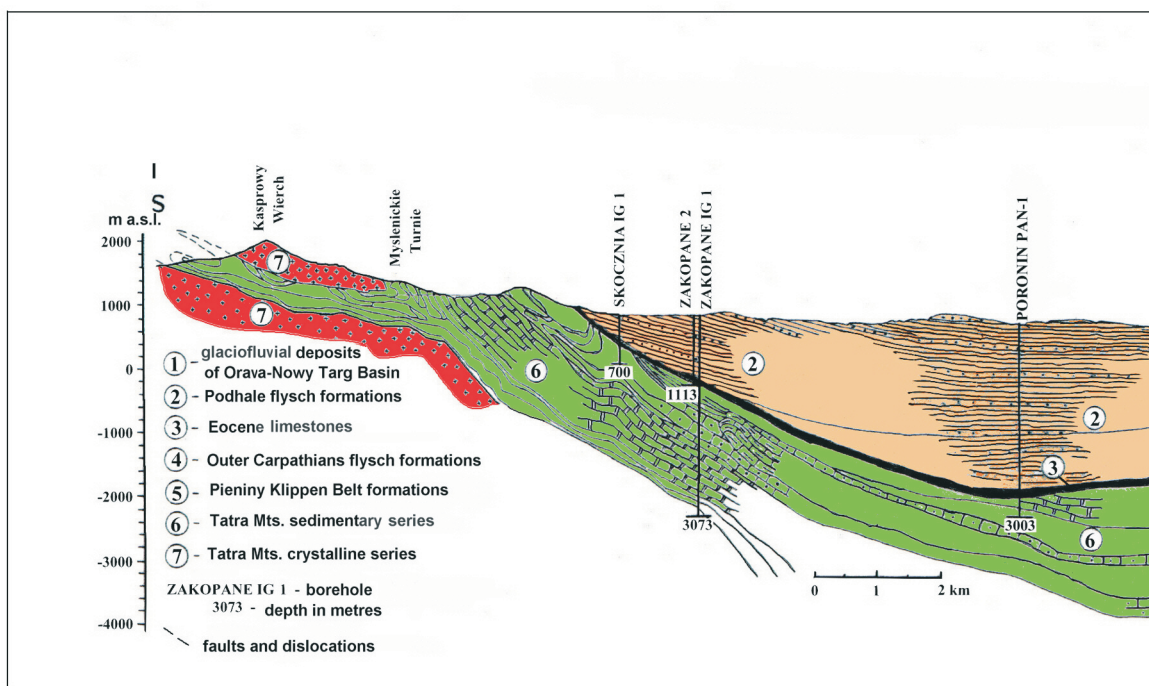 I
S
m a.s.l.
2000
1000
0
-1000
-2000
-3000
-4000
Kasprowy
Wierch
Myslenickie
Turnie
SKOCZNIA IG 1
ZAKOPANE 2
ZAKOPANE IG 1
PORONIN PAN-1
7
7
6
2
2
3
6
700
1113
3073
3003
1 - glaciofluvial deposits
of Orava-Nowy Targ Basin
2 - Podhale flysch formations
3 - Eocene limestones
4 - Outer Carpathians flysch formations
5 - Pieniny Klippen Belt formations
6 - Tatra Mts. sedimentary series
7 - Tatra Mts. crystalline series
ZAKOPANE IG 1 - borehole
3073 - depth in metres
faults and dislocations
0 1 2 km